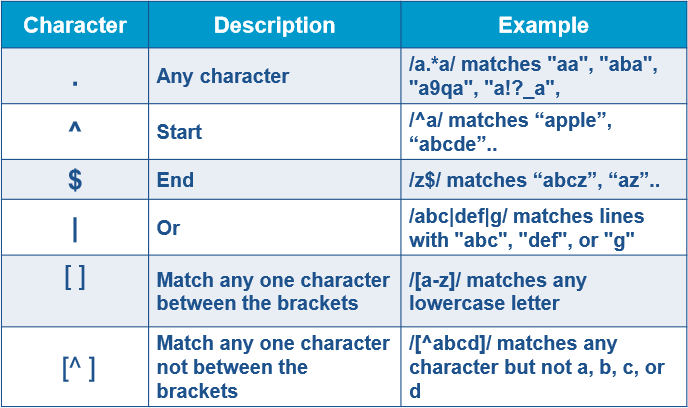 Character Description Example
. Any character /a.*a/ matches "aa", "aba",
"a9qa", "a!?_a",
^ Start /^a/ matches “apple”,
“abcde”..
$ End /z$/ matches “abcz”, “az”..
| Or /abc|def|g/ matches lines
with "abc", "def", or "g"
[ ] Match any one character /[a-z]/ matches any
between the brackets lowercase letter
[^ ] Match any one character /[^abcd]/ matches any
not between the character but not a, b, c, or
brackets d